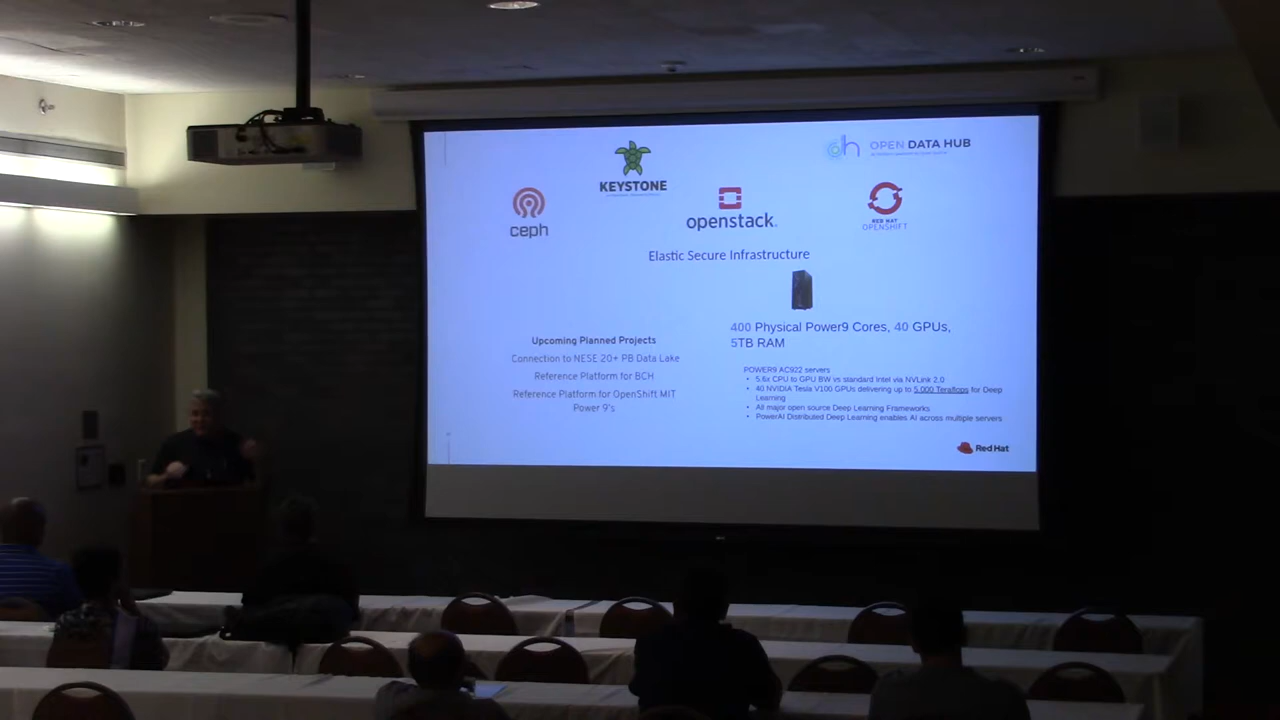 KEYSTONE
OPEN DATA HUB
ceph
openstack.
RED HAT
OPENSHIFT
Elastic Secure Infrastructure
400 Physical Power9 Cores, 40 GPUs,
5TB RAM
Upcoming Planned Projects
Connection to NESE 20+ PB Data Lake
Reference Platform for BCH
Reference Platform for OpenShift MIT
Power 9's
POWER9 AC922 servers
• 5.6x CPU to GPU BW vs standard Intel via NVLink 2.0
• 40 NVIDIA Tesla V100 GPUs delivering up to 5,000 Teraflops for Deep
Learning
• All major open source Deep Learning Frameworks
• PowerAI Distributed Deep Learning enables AI across multiple servers
Red Hat